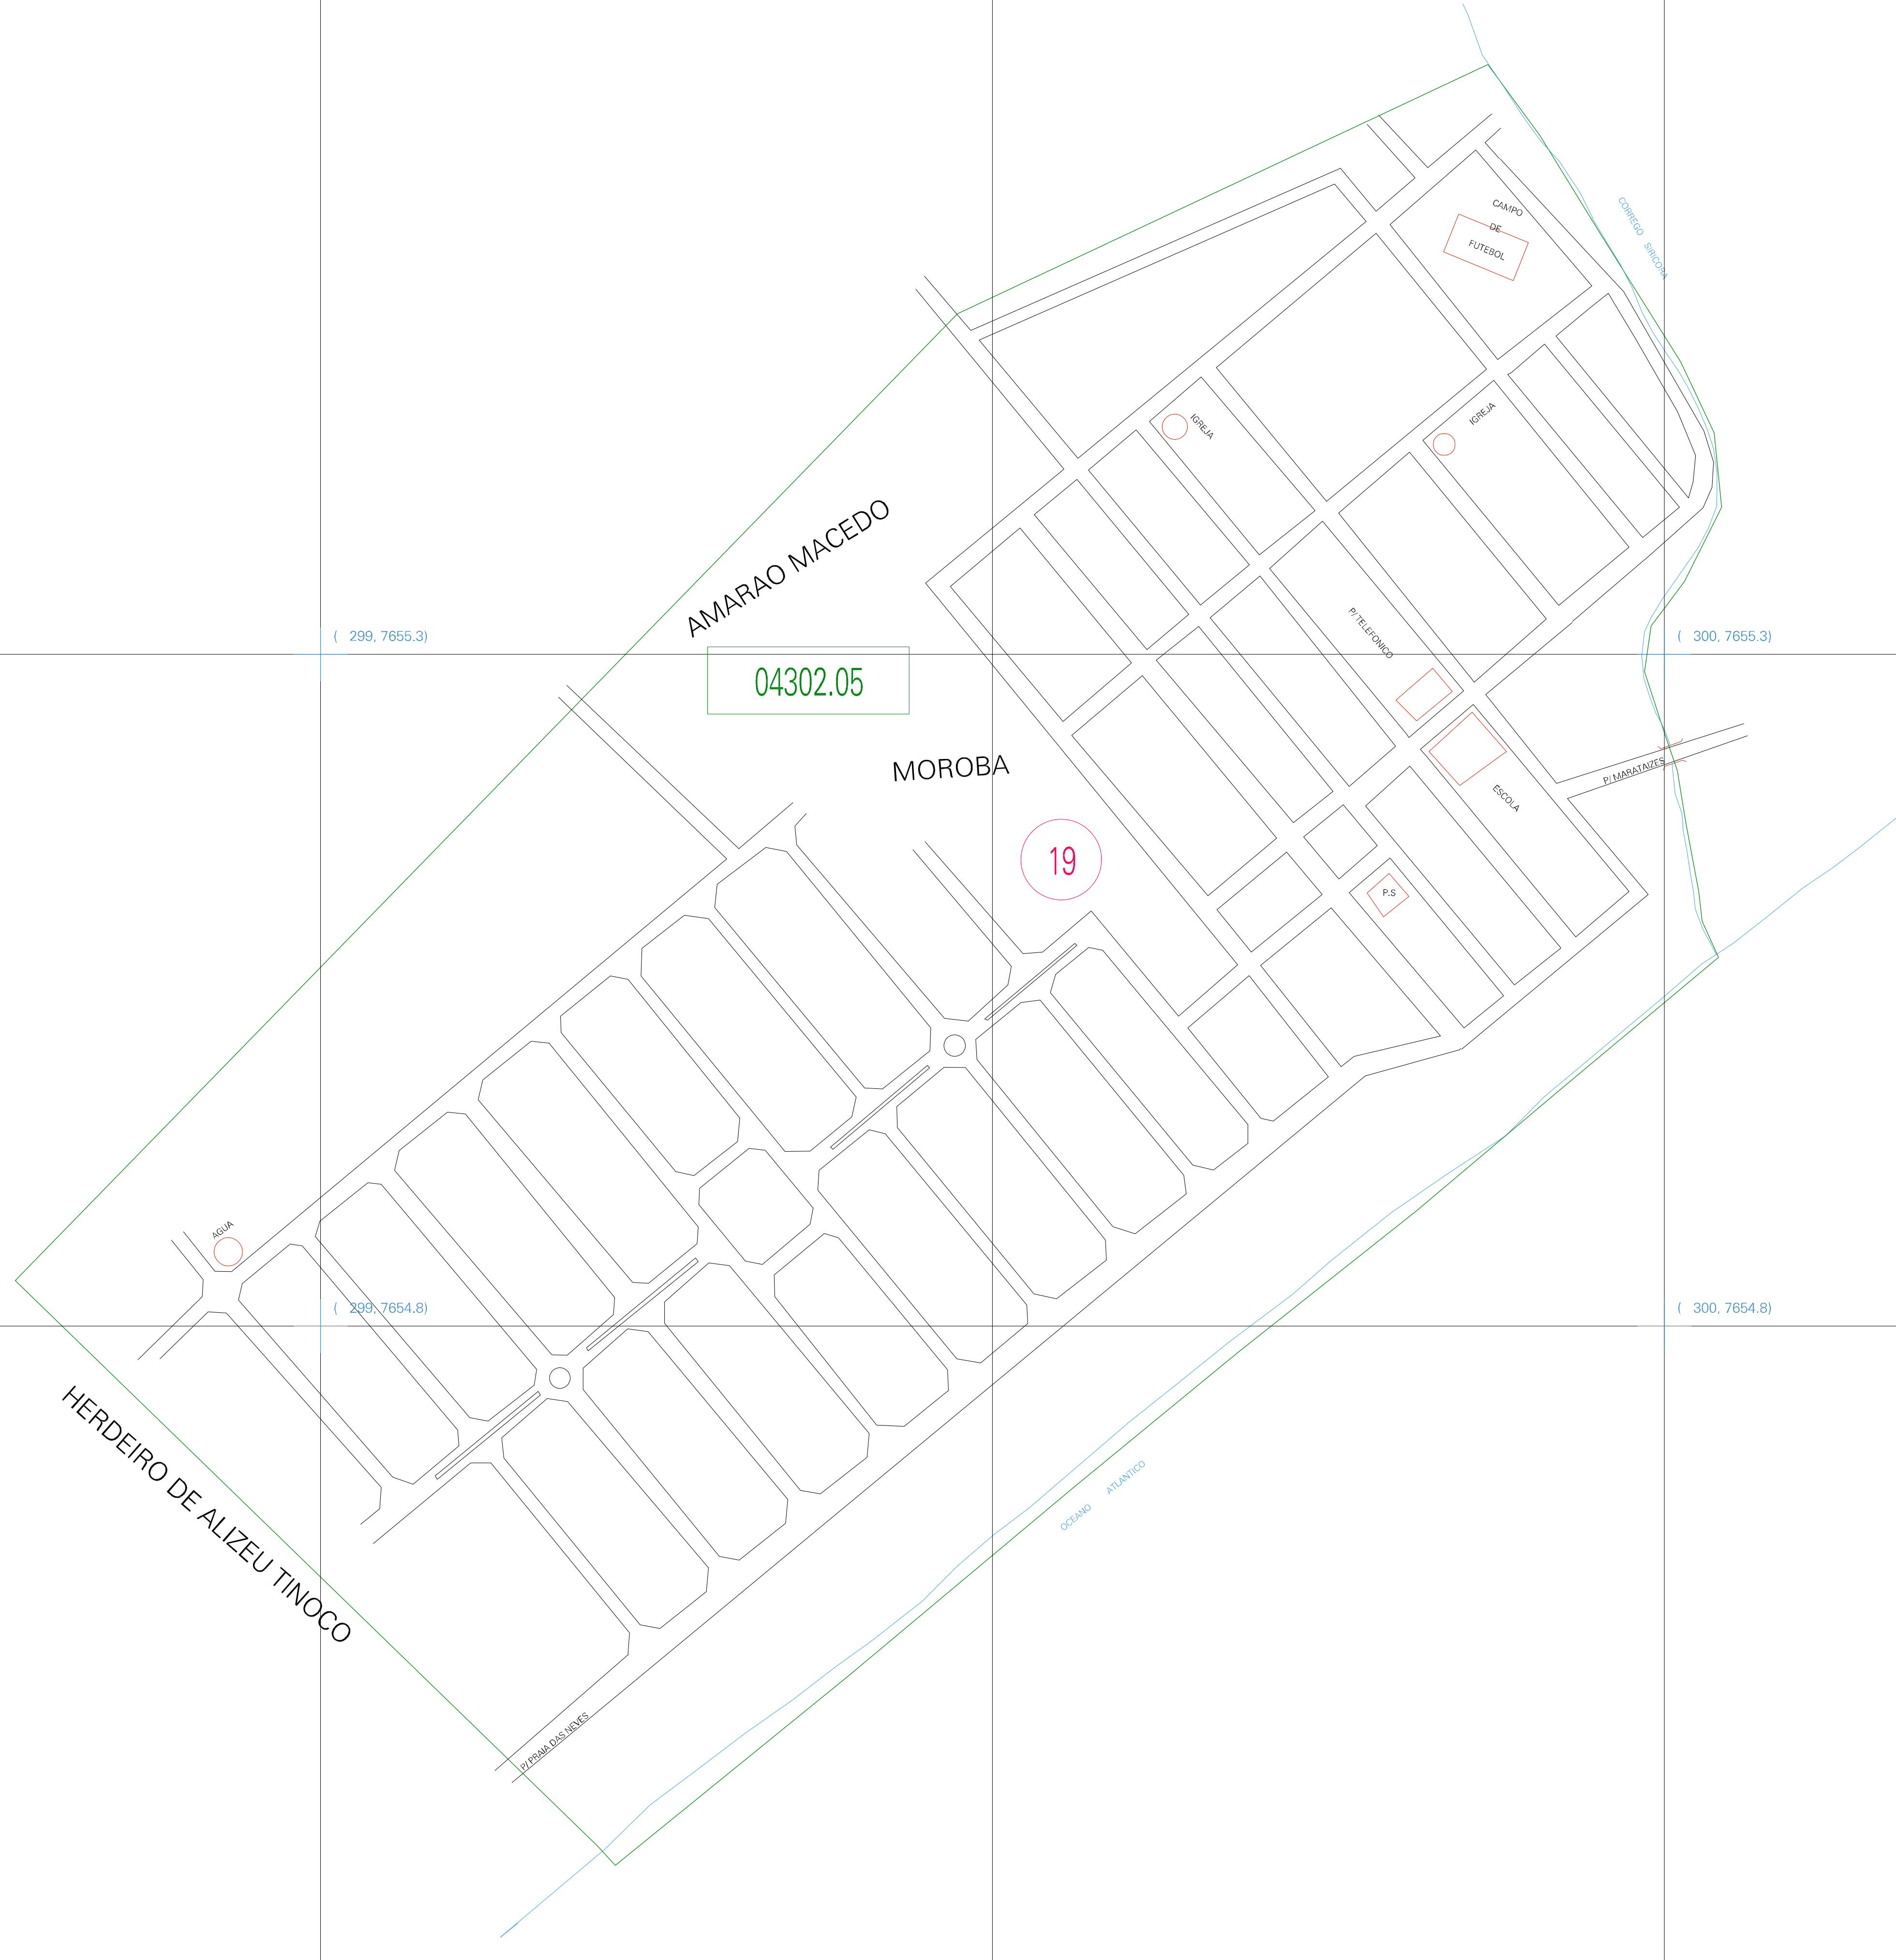 CAMPO
DE
FUTEBOL
CORREGO SIRICORA
IGREJA
IGREJA
AMARAO MACEDO
P/ TELEFONICO
( 299, 7655.3)
( 300, 7655.3)
04302.05
MOROBA
P/ MARATAIZES
ESCOLA
19
P.S
AGUA
( 299, 7654.8)
( 300, 7654.8)
HERDEIRO DE ALIZEU TINOCO
OCEANO ATLANTICO
P/ PRAIA DAS NEVES